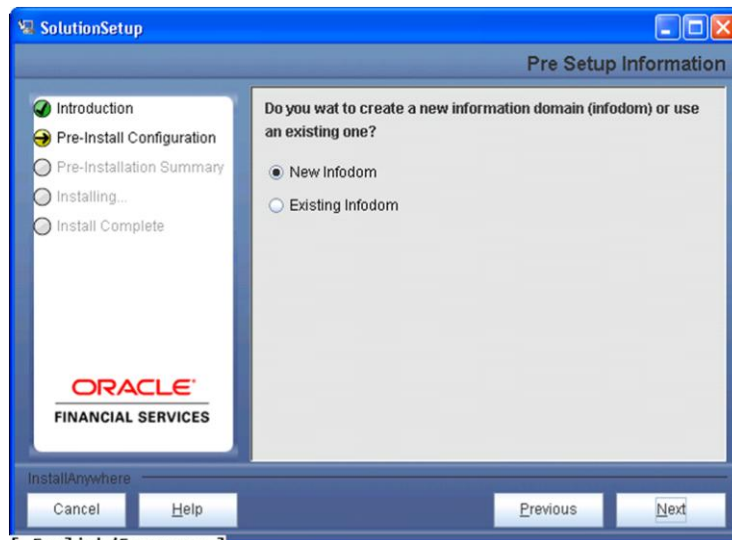 SolutionSetup
Pre Setup Information
Introduction
Pre-Install Configuration
Pre-Installation Summary
Installing...
Install Complete
ORACLE
FINANCIAL SERVICES
Do you wat to create a new information domain (infodom) or use
an existing one?
New Infodom
Existing Infodom
InstallAnywhere
Cancel
Help
Previous
Next